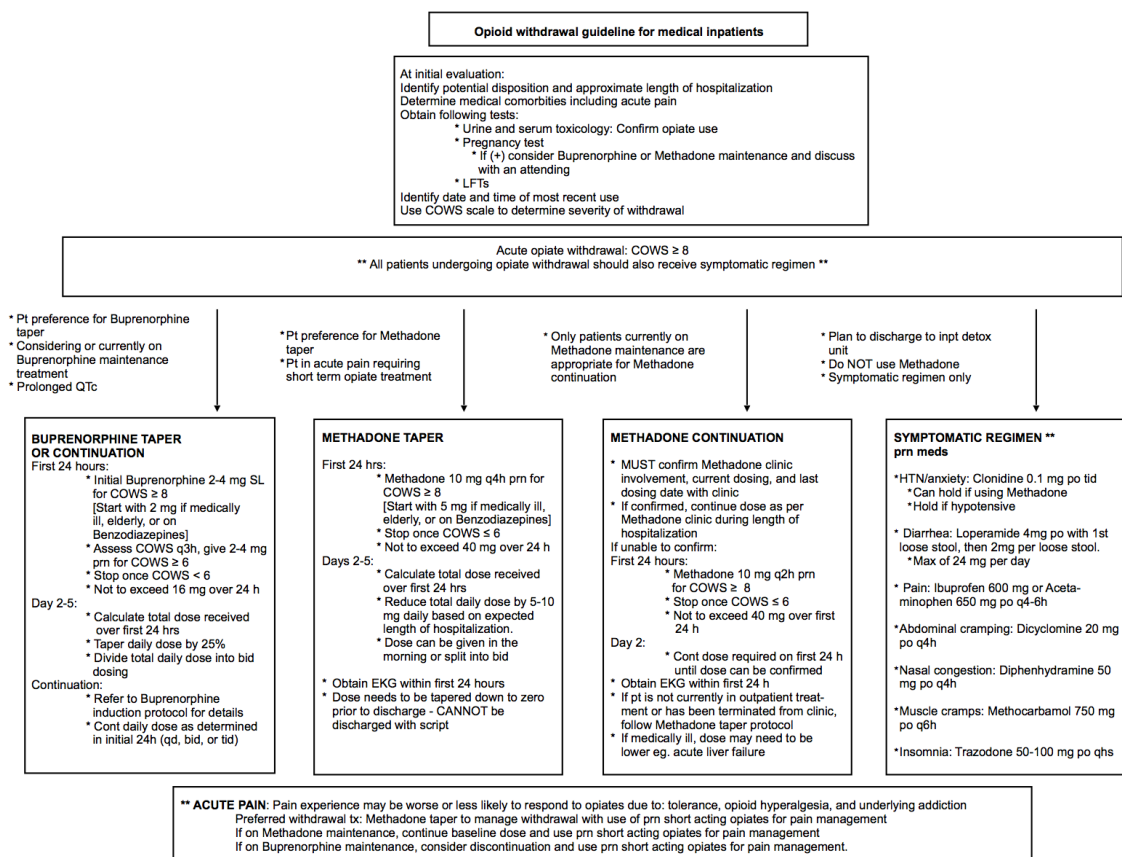 Opioid withdrawal guideline for medical inpatients
At initial evaluation:
Identify potential disposition and approximate length of hospitalization
Determine medical comorbities including acute pain
Obtain following tests:
* Urine and serum toxicology: Confirm opiate use
* Pregnancy test
* If (+) consider Buprenorphine or Methadone maintenance and discuss
with an attending
* LFTs
Identify date and time of most recent use
Use COWS scale to determine severity of withdrawal
Acute opiate withdrawal: COWS ≥ 8
** All patients undergoing opiate withdrawal should also receive symptomatic regimen **
* Pt preference for Buprenorphine
taper
* Considering or currently on
Buprenorphine maintenance
treatment
* Prolonged QTc
* Pt preference for Methadone
taper
* Pt in acute pain requiring
short term opiate treatment
* Only patients currently on
Methadone maintenance are
appropriate for Methadone
continuation
* Plan to discharge to inpt detox
unit
* Do NOT use Methadone
* Symptomatic regimen only
BUPRENORPHINE TAPER
OR CONTINUATION
First 24 hours:
* Initial Buprenorphine 2-4 mg SL
for COWS ≥ 8
[Start with 2 mg if medically
ill, elderly, or on
Benzodiazepines]
* Assess COWS q3h, give 2-4 mg
prn for COWS ≥ 6
* Stop once COWS < 6
* Not to exceed 16 mg over 24 h
Day 2-5:
* Calculate total dose received
over first 24 hrs
* Taper daily dose by 25%
* Divide total daily dose into bid
dosing
Continuation:
* Refer to Buprenorphine
induction protocol for details
* Cont daily dose as determined
in initial 24h (qd, bid, or tid)
METHADONE TAPER
First 24 hrs:
* Methadone 10 mg q4h prn for
COWS ≥ 8
[Start with 5 mg if medically ill,
elderly, or on Benzodiazepines]
* Stop once COWS ≤ 6
* Not to exceed 40 mg over 24 h
Days 2-5:
* Calculate total dose received
over first 24 hrs
* Reduce total daily dose by 5-10
mg daily based on expected
length of hospitalization.
* Dose can be given in the
morning or split into bid
* Obtain EKG within first 24 hours
* Dose needs to be tapered down to zero
prior to discharge - CANNOT be
discharged with script
METHADONE CONTINUATION
* MUST confirm Methadone clinic
involvement, current dosing, and last
dosing date with clinic
* If confirmed, continue dose as per
Methadone clinic during length of
hospitalization
If unable to confirm:
First 24 hours:
* Methadone 10 mg q2h prn
for COWS ≥ 8
* Stop once COWS ≤ 6
* Not to exceed 40 mg over first
24 h
Day 2:
* Cont dose required on first 24 h
until dose can be confirmed
* Obtain EKG within first 24 h
* If pt is not currently in outpatient treat-
ment or has been terminated from clinic,
follow Methadone taper protocol
* If medically ill, dose may need to be
lower eg. acute liver failure
SYMPTOMATIC REGIMEN **
prn meds
*HTN/anxiety: Clonidine 0.1 mg po tid
*Can hold if using Methadone
*Hold if hypotensive
* Diarrhea: Loperamide 4mg po with 1st
loose stool, then 2mg per loose stool.
*Max of 24 mg per day
* Pain: Ibuprofen 600 mg or Aceta-
minophen 650 mg po q4-6h
*Abdominal cramping: Dicyclomine 20 mg
po q4h
*Nasal congestion: Diphenhydramine 50
mg po q4h
*Muscle cramps: Methocarbamol 750 mg
po q6h
*Insomnia: Trazodone 50-100 mg po qhs
** ACUTE PAIN: Pain experience may be worse or less likely to respond to opiates due to: tolerance, opioid hyperalgesia, and underlying addiction
Preferred withdrawal tx: Methadone taper to manage withdrawal with use of prn short acting opiates for pain management
If on Methadone maintenance, continue baseline dose and use prn short acting opiates for pain management
If on Buprenorphine maintenance, consider discontinuation and use prn short acting opiates for pain management.